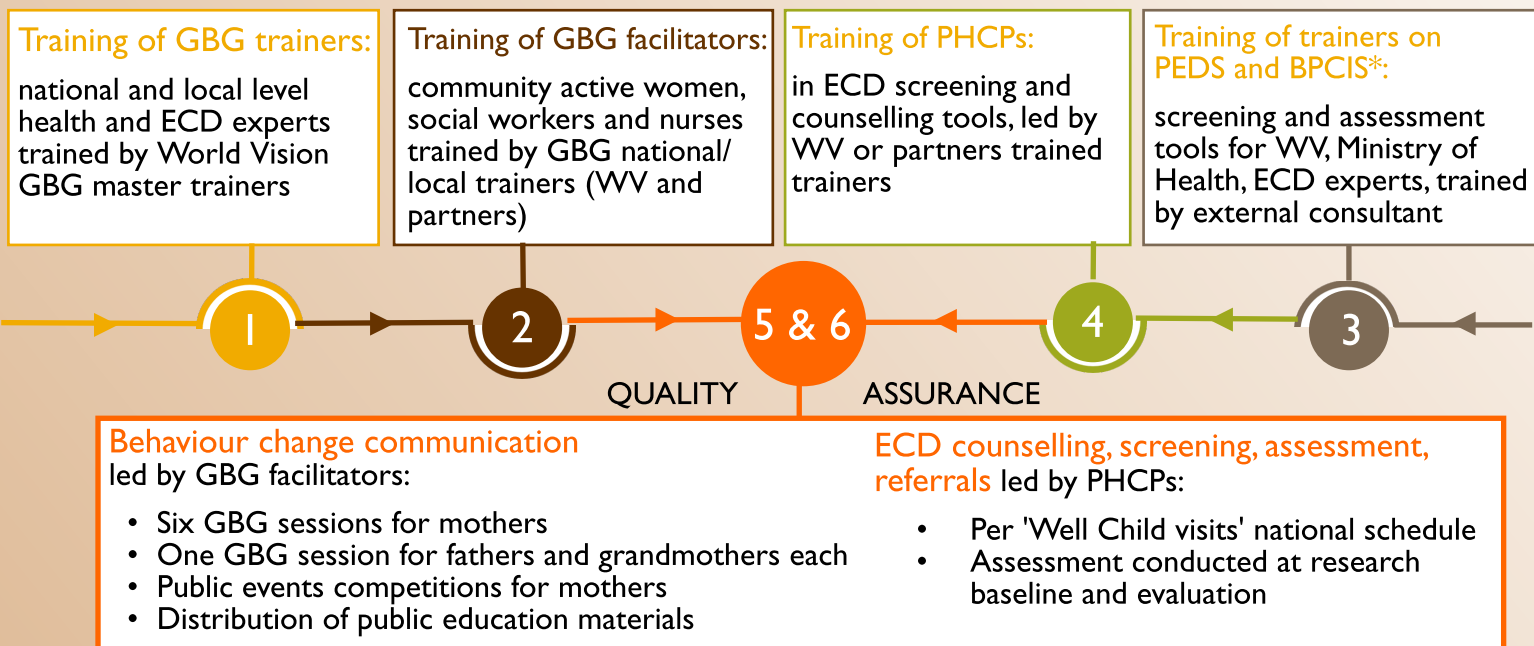 Training of GBG trainers:
national and local level
health and ECD experts
trained by World Vision
GBG master trainers
Training of GBG facilitators:
community active women,
social workers and nurses
trained by GBG national/
local trainers (WV and
partners)
Training of PHCPs:
in ECD screening and
counselling tools, led by
WV or partners trained
trainers
Training of trainers on
PEDS and BPCIS*:
screening and assessment
tools for WV, Ministry of
Health, ECD experts, trained
by external consultant
1
2
5 & 6
4
3
QUALITY ASSURANCE
Behaviour change communication
led by GBG facilitators:
• Six GBG sessions for mothers
• One GBG session for fathers and grandmothers each
• Public events competitions for mothers
• Distribution of public education materials
ECD counselling, screening, assessment,
referrals led by PHCPs:
• Per 'Well Child visits' national schedule
• Assessment conducted at research
baseline and evaluation